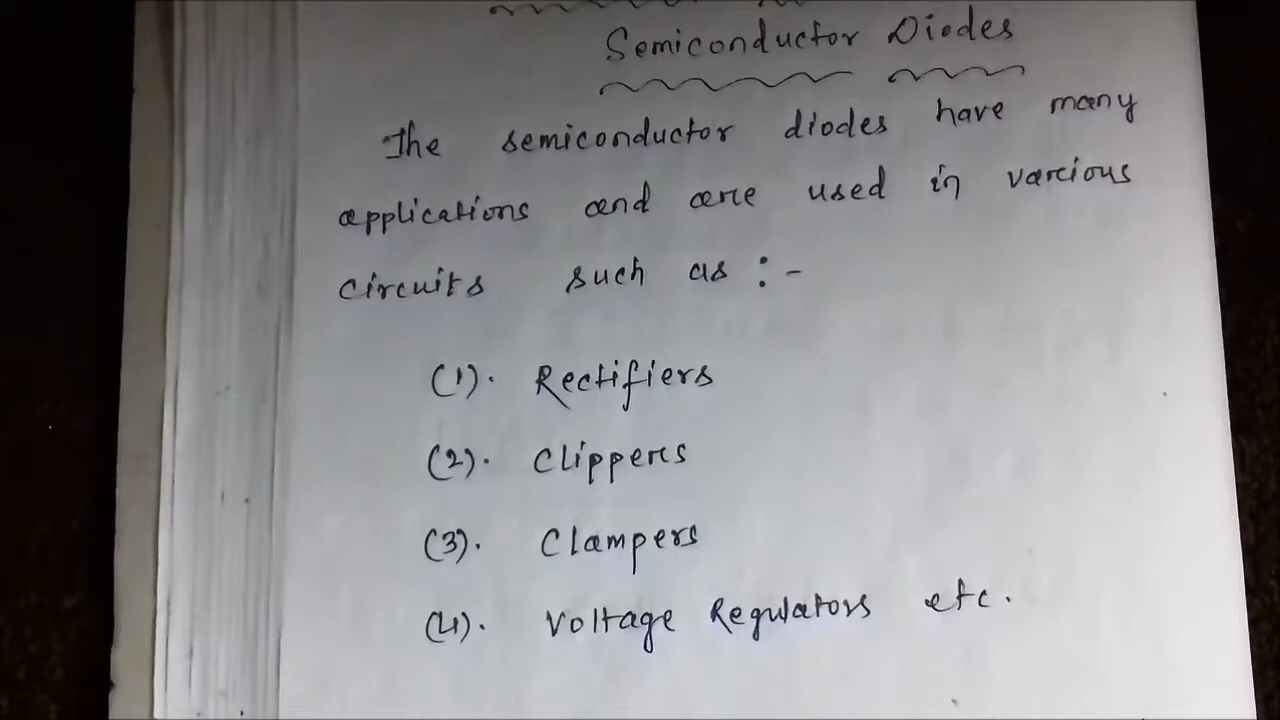 Semiconductor Diodes
The semiconductor diodes have many
applications and are used in various
circuits such as :-
(1). Rectifiers
(2). Clippers
(3). Clampers
(4). Voltage Regulators etc.